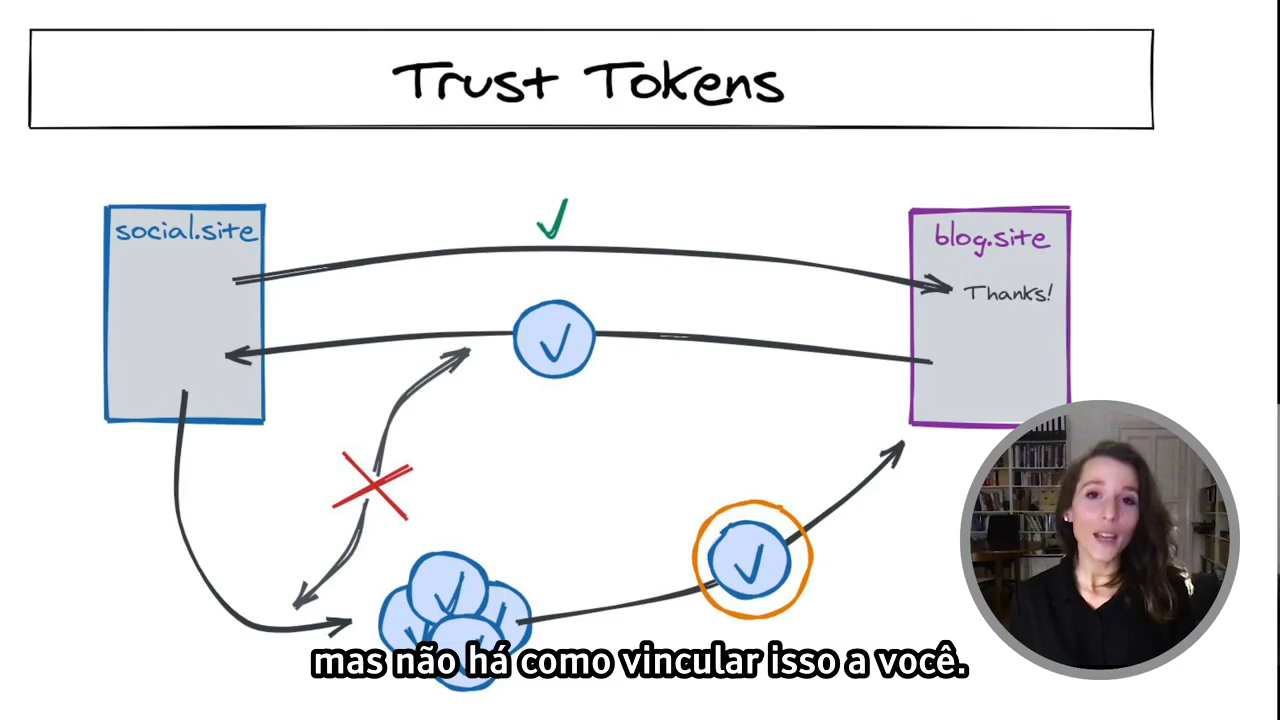 Trust Tokens
social.site
blog.site
Thanks!
mas não há como vincular isso a você.